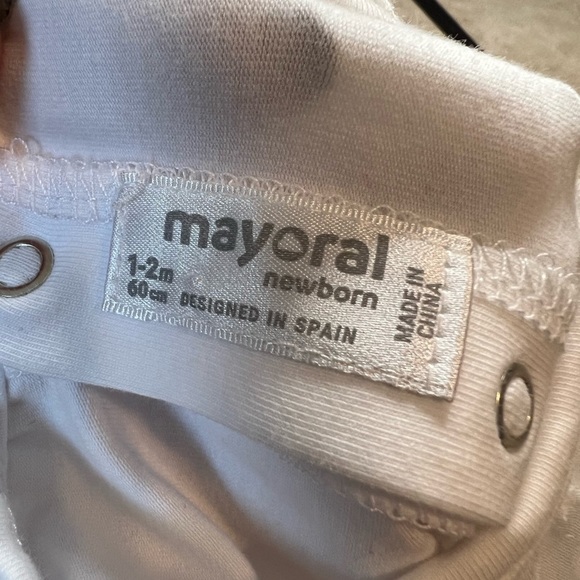 mayoral
1-2m newborn
60cm DESIGNED IN SPAIN
MADE IN
CHINA